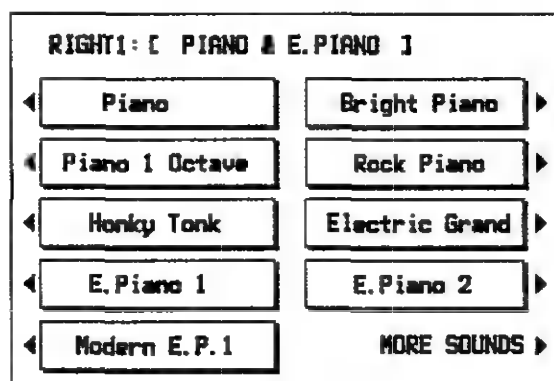 RIGHT1: [ PIANO & E.PIANO ]
Piano
Bright Piano
Piano 1 Octave
Rock Piano
Honky Tonk
Electric Grand
E.Piano 1
E.Piano 2
Modern E.P.1
MORE SOUNDS